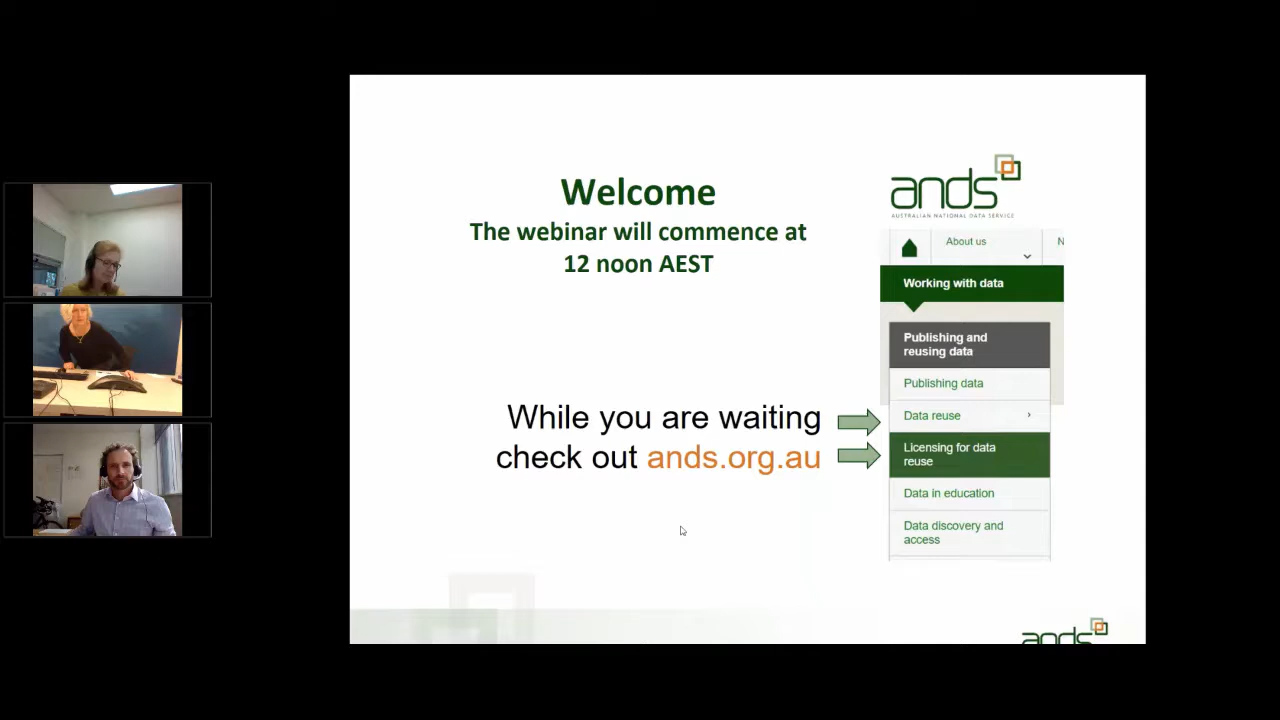 Welcome
The webinar will commence at
12 noon AEST
While you are waiting
check out ands.org.au
ands
AUSTRALIAN NATIONAL DATA SERVICE
About us
N
Working with data
Publishing and
reusing data
Publishing data
Data reuse
Licensing for data
reuse
Data in education
Data discovery and
access
ands